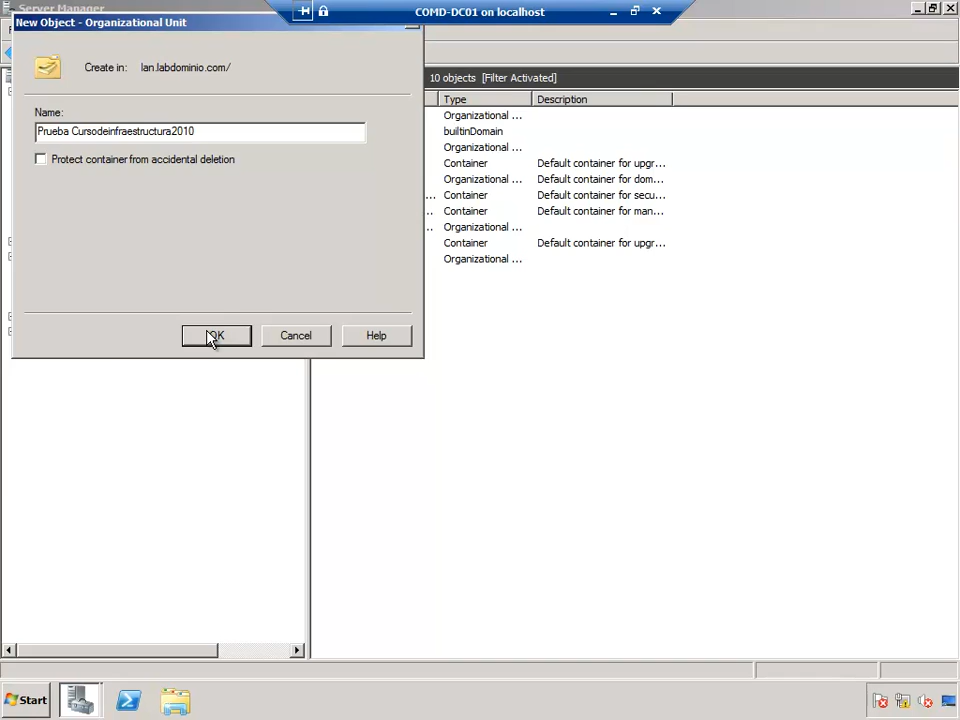 Server Manager
COMD-DC01 on localhost
New Object - Organizational Unit
Create in: lan.labdominio.com/
Name:
Prueba Cursodeinfraestructura2010
Protect container from accidental deletion
OK
Cancel
Help
10 objects [Filter Activated]
Type Description
Organizational ...
builtinDomain
Organizational ...
Container Default container for upgr...
Organizational ... Default container for dom...
... Container Default container for secu...
.. Container Default container for man...
.. Organizational ...
Container Default container for upgr...
Organizational ...
Start